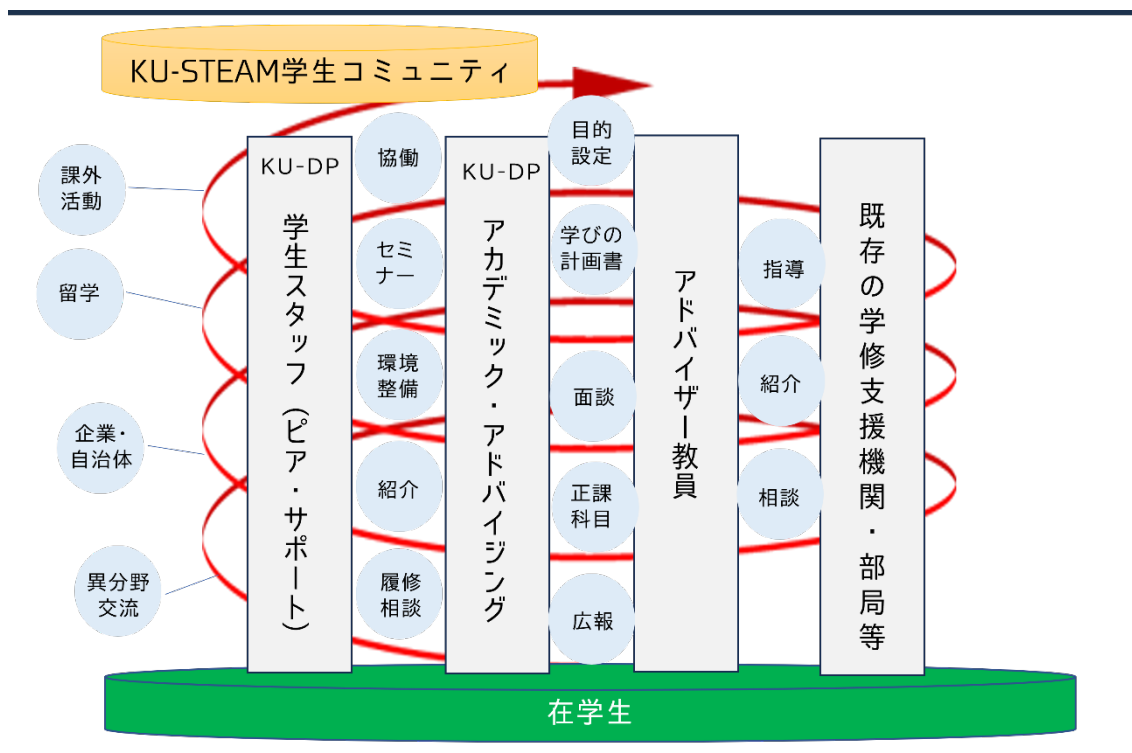 KU-STEAM学生コミュニティ
課外
活動
留学
企業・
自治体
異分野
交流
KU-DP
学生スタッフ（ピア・サポート）
協働
セミ
ナー
環境
整備
紹介
履修
相談
KU-DP
アカデミック・アドバイジング
目的
設定
学びの
計画書
面談
正課
科目
広報
アドバイザー教員
指導
紹介
相談
既存の学修支援機関・部局等
在学生